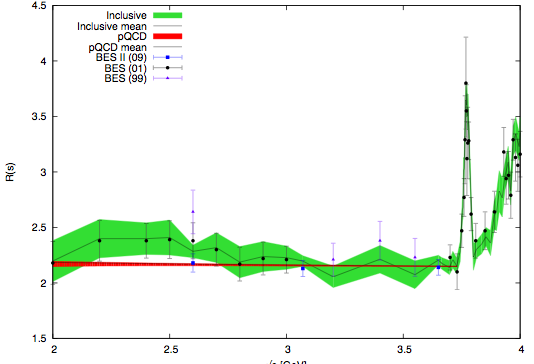 4.5
4
3.5
3
2.5
2
1.5
R(s)
Inclusive
Inclusive mean
pQCD
pQCD mean
BES II (09)
BES (01)
BES (99)
2
2.5
3
3.5
4